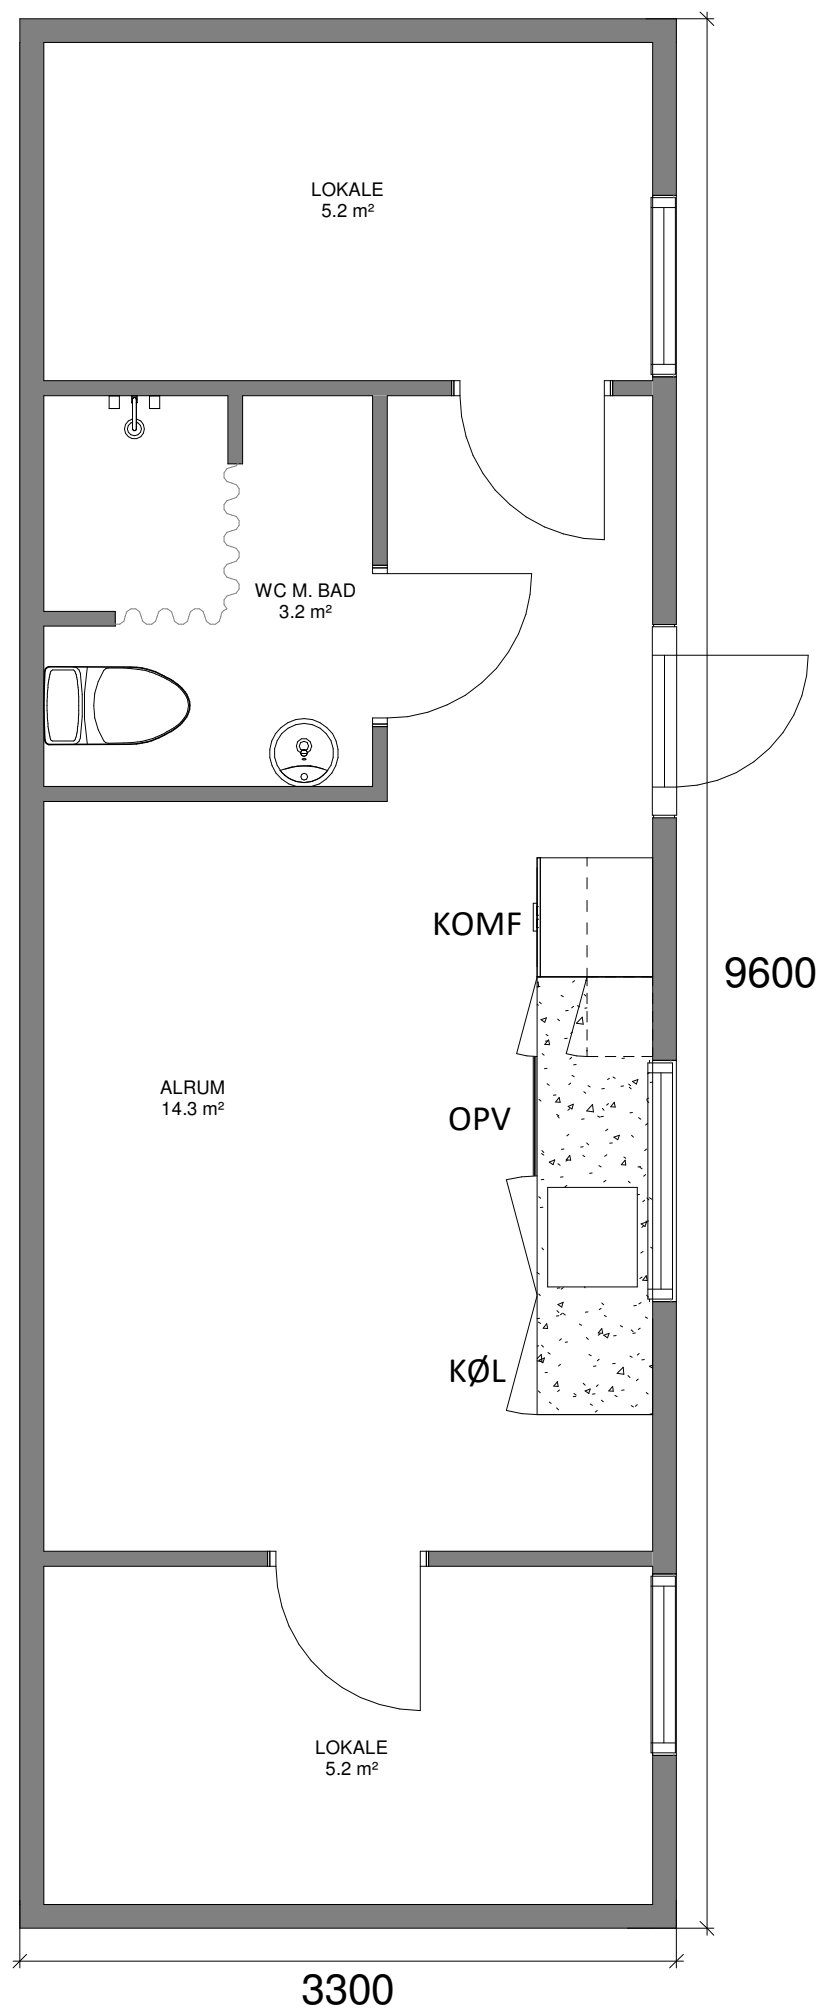 LOKALE
5.2 m²
WC M. BAD
3.2 m²
KOMF
9600
ALRUM
14.3 m²
OPV
KØL
LOKALE
5.2 m²
3300